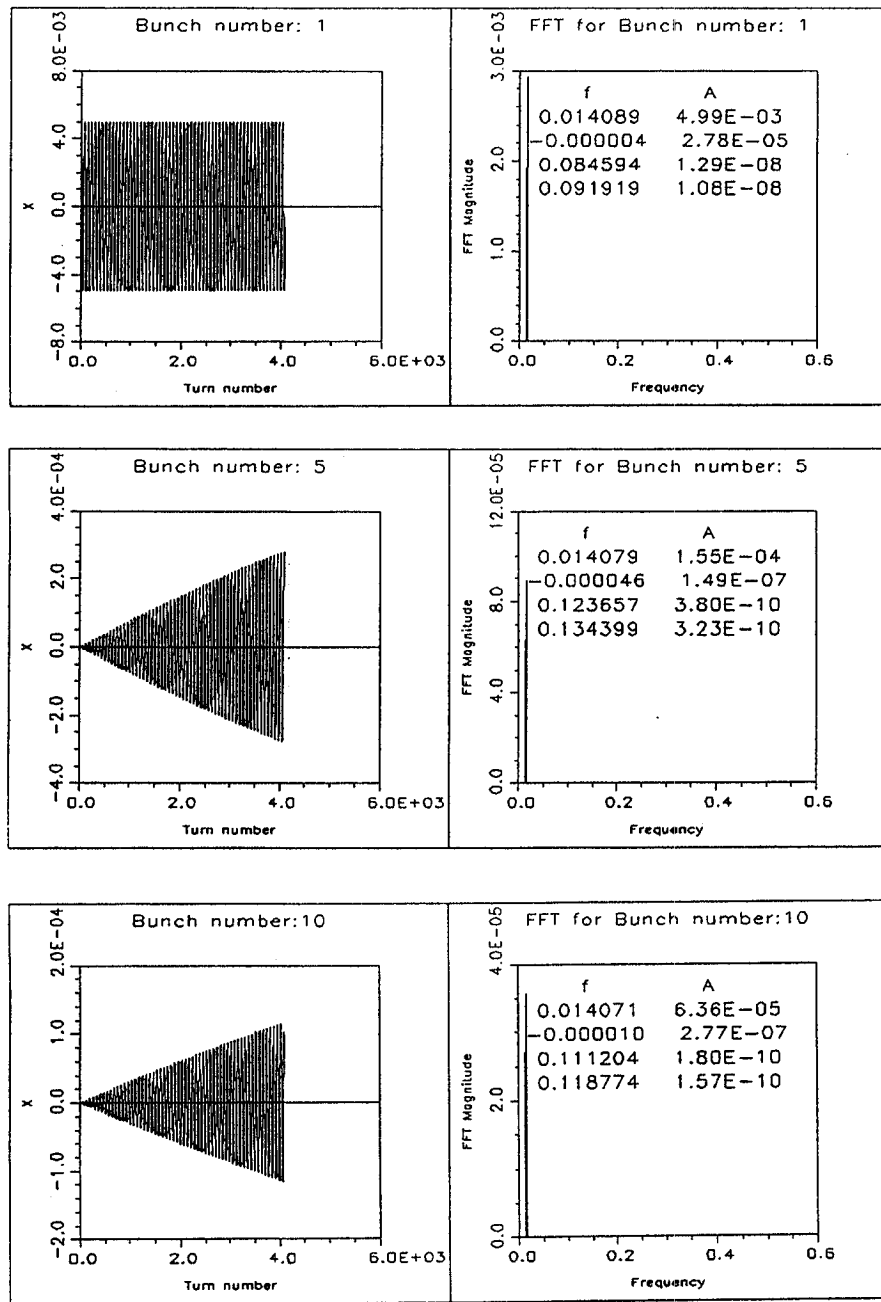 Bunch number: 1
8.0E-03
4.0
0.0
-4.0
-8.0
X
0.0
2.0
4.0
6.0E+03
Turn number
FFT for Bunch number: 1
3.0E-03
2.0
1.0
0.0
FFT Magnitude
f A
0.014089 4.99E-03
-0.000004 2.78E-05
0.084594 1.29E-08
0.091919 1.08E-08
0.0
0.2
0.4
0.6
Frequency
Bunch number: 5
4.0E-04
2.0
0.0
-2.0
-4.0
X
0.0
2.0
4.0
6.0E+03
Turn number
FFT for Bunch number: 5
12.0E-05
8.0
4.0
0.0
FFT Magnitude
f A
0.014079 1.55E-04
-0.000046 1.49E-07
0.123657 3.80E-10
0.134399 3.23E-10
0.0
0.2
0.4
0.6
Frequency
Bunch number:10
2.0E-04
1.0
0.0
-1.0
-2.0
X
0.0
2.0
4.0
6.0E+03
Turn number
FFT for Bunch number:10
4.0E-05
2.0
0.0
FFT Magnitude
f A
0.014071 6.36E-05
-0.000010 2.77E-07
0.111204 1.80E-10
0.118774 1.57E-10
0.0
0.2
0.4
0.6
Frequency